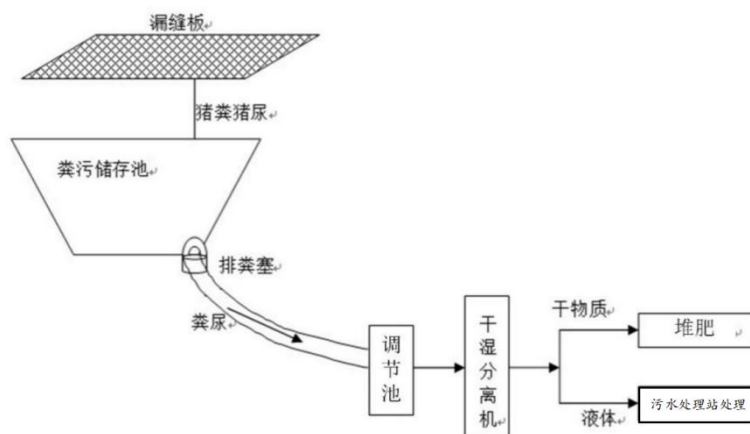 漏缝板
猪粪猪尿
粪污储存池
排粪塞
粪尿
调节池
干湿分离机
干物质
堆肥
液体
污水处理站处理